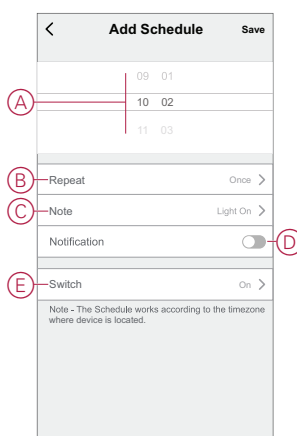 Add Schedule Save
09 01
A 10 02
11 03
B Repeat Once
C Note Light On
Notification D
E Switch On
Note - The Schedule works according to the timezone
where device is located.